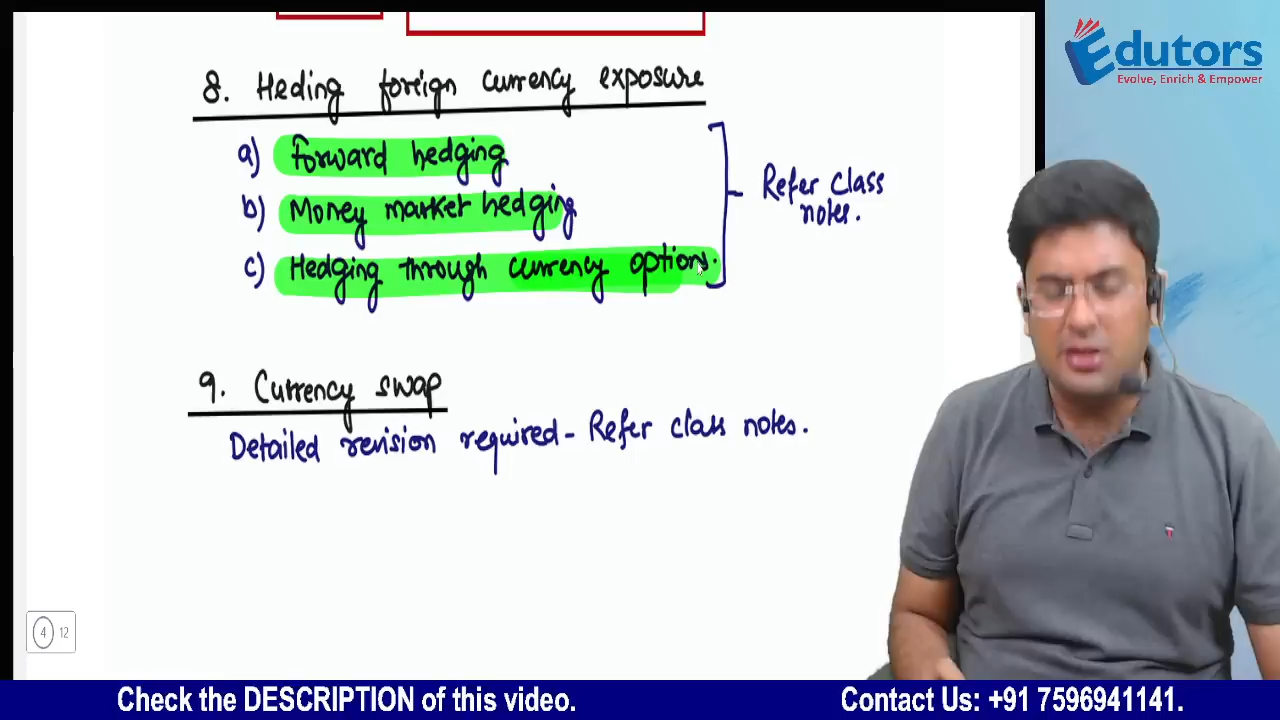 Edutors
Evolve, Enrich & Empower
8. Heding foreign currency exposure
a) Forward hedging
b) Money market hedging
c) Hedging through currency options.
Refer class
notes.
9. Currency swap
Detailed revision required - Refer class notes.
4 12
Check the DESCRIPTION of this video.
Contact Us: +91 7596941141.